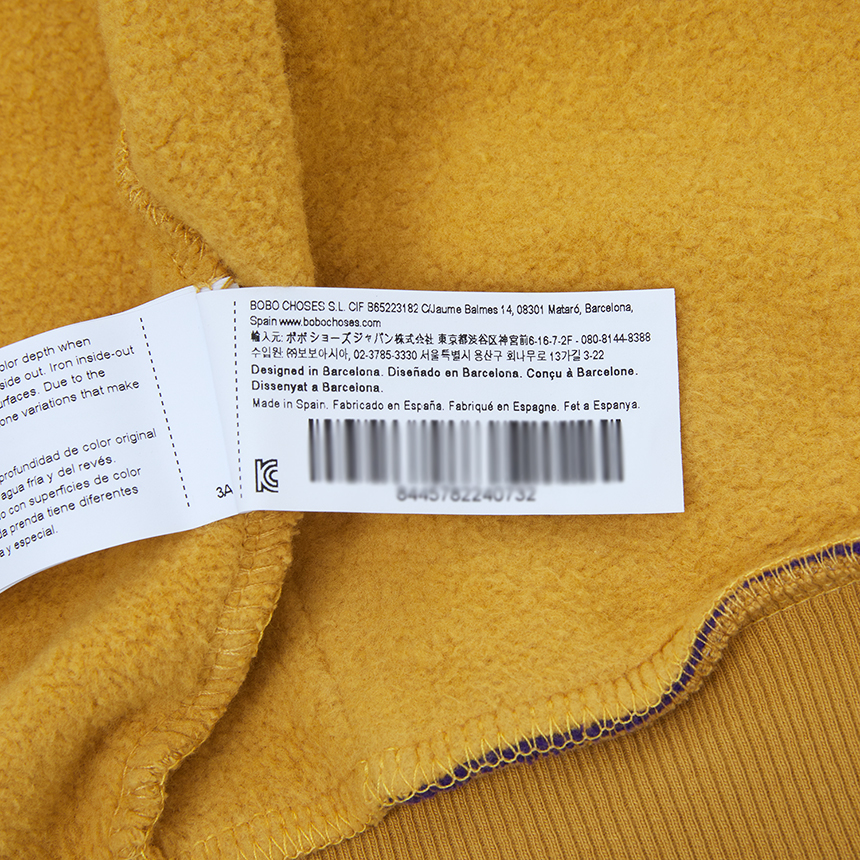 olor depth when
side out. Iron inside-out
urfaces. Due to the
one variations that make
profundidad de color original
agua fría y del revés.
o con superficies de color
da prenda tiene diferentes
a y especial.
3A
BOBO CHOSES S.L. CIF B65223182 C/Jaume Balmes 14, 08301 Mataró, Barcelona,
Spain www.bobochoses.com
輸入元: ボボショーズジャパン株式会社 東京都渋谷区神宮前6-16-7-2F - 080-8144-8388
수입원: ㈜보보아시아, 02-3785-3330 서울특별시 용산구 회나무로 13가길 3-22
Designed in Barcelona. Diseñado en Barcelona. Conçu à Barcelone.
Dissenyat a Barcelona.
Made in Spain. Fabricado en España. Fabriqué en Espagne. Fet a Espanya.
KC
8445782240732